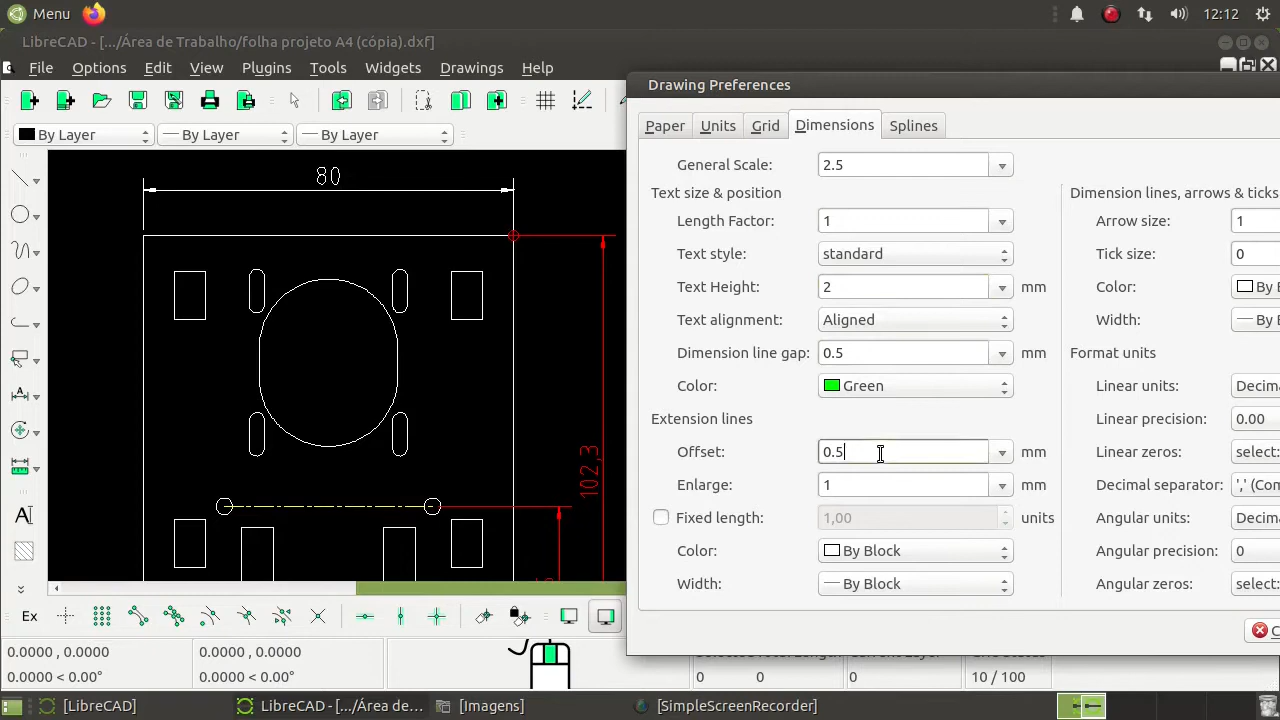 Menu
12:12
LibreCAD - [.../Área de Trabalho/folha projeto A4 (cópia).dxf]
File Options Edit View Plugins Tools Widgets Drawings Help
By Layer By Layer By Layer
Drawing Preferences
Paper Units Grid Dimensions Splines
General Scale: 2.5
Text size & position
Dimension lines, arrows & ticks
Length Factor: 1
Arrow size: 1
Text style: standard
Tick size: 0
Text Height: 2 mm
Color: By B
Text alignment: Aligned
Width: By B
Dimension line gap: 0.5 mm
Format units
Color: Green
Linear units: Decima
Extension lines
Linear precision: 0.00
Offset: 0.5 mm
Linear zeros: select:
Enlarge: 1 mm
Decimal separator: ',' (Com
Fixed length: 1,00 units
Angular units: Decima
Color: By Block
Angular precision: 0
Width: By Block
Angular zeros: select:
80
102,3
A
Ex
0.0000 , 0.0000
0.0000 < 0.00°
0.0000 , 0.0000
0.0000 < 0.00°
0 0
0
10 / 100
[LibreCAD]
LibreCAD - [.../Área de...
[Imagens]
[SimpleScreenRecorder]